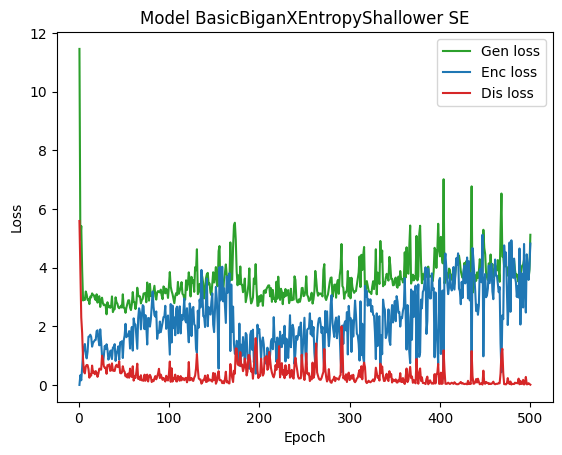 Model BasicBiganXEntropyShallower SE
Gen loss
Enc loss
Dis loss
12
10
8
6
4
2
0
Loss
0 100 200 300 400 500
Epoch